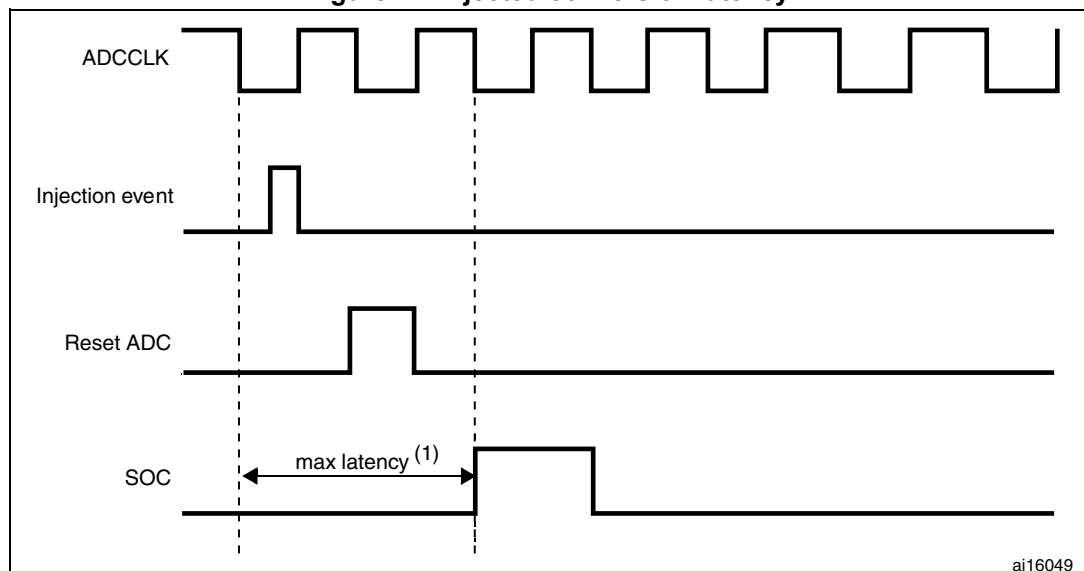 ADCCLK
Injection event
Reset ADC
SOC
max latency (1)
ai16049